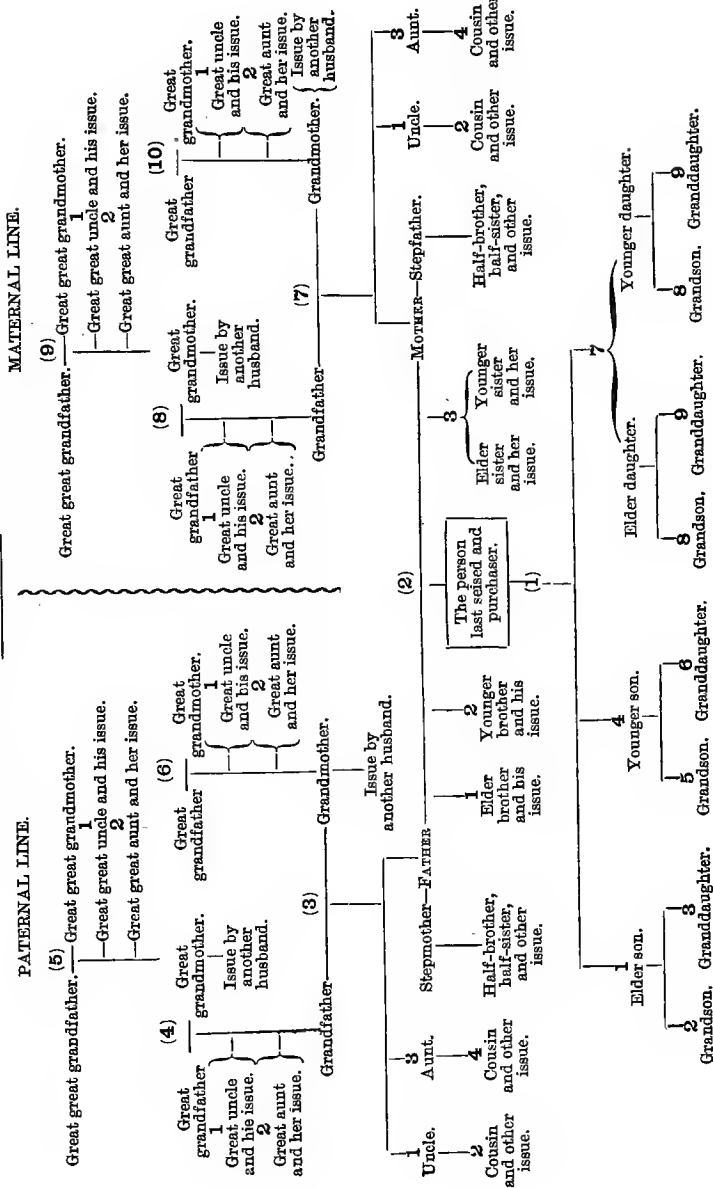 PATERNAL LINE.
MATERNAL LINE.
(5)
Great great grandfather.—Great great grandmother.
1
—Great great uncle and his issue.
2
—Great great aunt and her issue.
(9)
Great great grandfather.—Great great grandmother.
1
—Great great uncle and his issue.
2
—Great great aunt and her issue.
(4)
Great
grandfather
1
Great uncle
and his issue.
2
Great aunt
and her issue.
Great
grandmother.
Issue by
another
husband.
(6)
Great
grandfather
Great
grandmother.
1
Great uncle
and his issue.
2
Great aunt
and her issue.
(8)
Great
grandfather
1
Great uncle
and his issue.
2
Great aunt
and her issue.
Great
grandmother.
Issue by
another
husband.
(10)
Great
grandfather
Great
grandmother.
1
Great uncle
and his issue.
2
Great aunt
and her issue.
Grandfather—Grandmother.
(3)
Issue by
another husband.
Grandfather—Grandmother.
(7)
Issue by
another
husband.
1
Uncle.
2
Cousin
and other
issue.
3
Aunt.
4
Cousin
and other
issue.
Stepmother—FATHER
(2)
MOTHER—Stepfather.
1
Uncle.
2
Cousin
and other
issue.
3
Aunt.
4
Cousin
and other
issue.
Half-brother,
half-sister,
and other
issue.
1
Elder
brother
and his
issue.
2
Younger
brother
and his
issue.
The person
last seised and
purchaser.
3
Elder
sister
and her
issue.
Younger
sister
and her
issue.
Half-brother,
half-sister,
and other
issue.
(1)
1
Elder son.
4
Younger son.
7
Elder daughter.
Younger daughter.
2
Grandson.
3
Granddaughter.
5
Grandson.
6
Granddaughter.
8
Grandson.
9
Granddaughter.
8
Grandson.
9
Granddaughter.